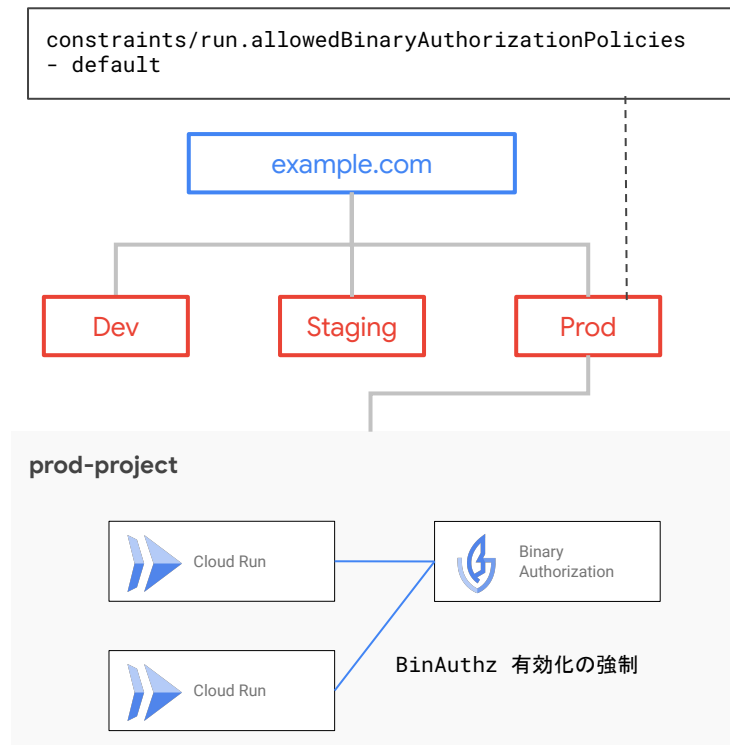 constraints/run.allowedBinaryAuthorizationPolicies
- default
example.com
Dev
Staging
Prod
prod-project
Cloud Run
Binary
Authorization
Cloud Run
BinAuthz 有効化の強制